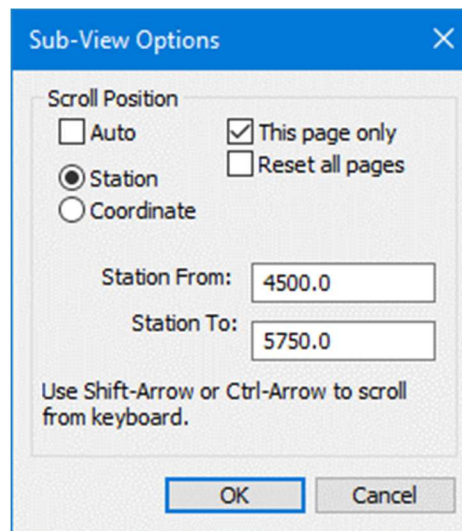 Sub-View Options
Scroll Position
Auto
This page only
Station
Reset all pages
Coordinate
Station From: 4500.0
Station To: 5750.0
Use Shift-Arrow or Ctrl-Arrow to scroll
from keyboard.
OK Cancel